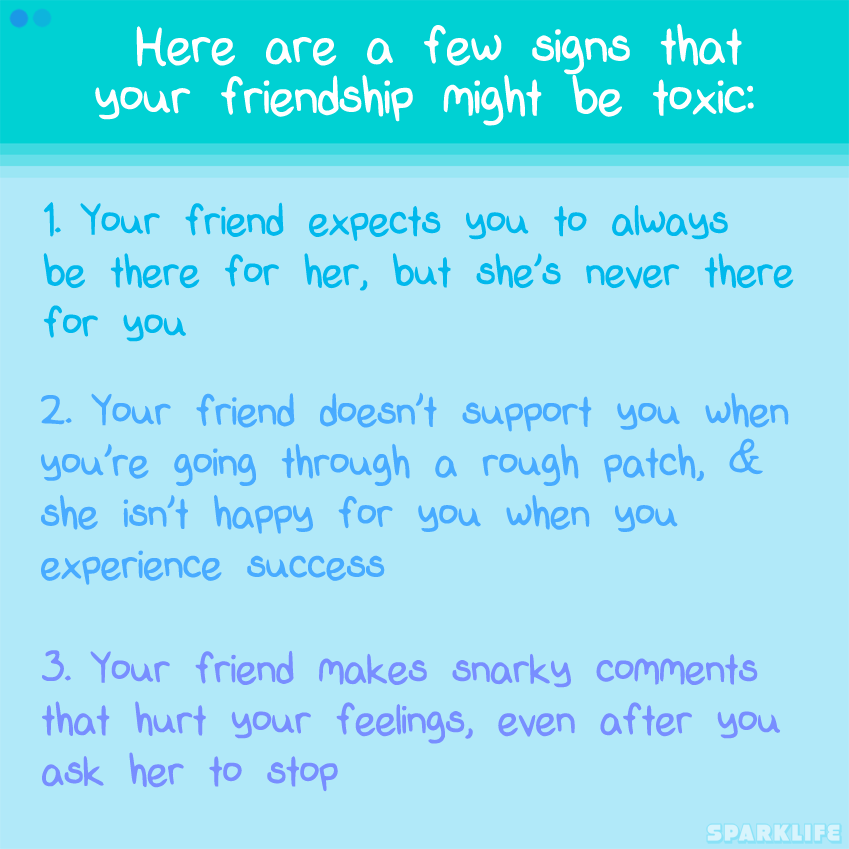 Here are a few signs that
your friendship might be toxic:
1. Your friend expects you to always
be there for her, but she's never there
for you
2. Your friend doesn't support you when
you're going through a rough patch, &
she isn't happy for you when you
experience success
3. Your friend makes snarky comments
that hurt your feelings, even after you
ask her to stop
SPARKLIFE